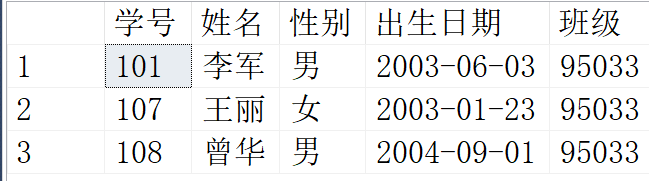 学号 姓名 性别 出生日期 班级
1 101 李军 男 2003-06-03 95033
2 107 王丽 女 2003-01-23 95033
3 108 曾华 男 2004-09-01 95033